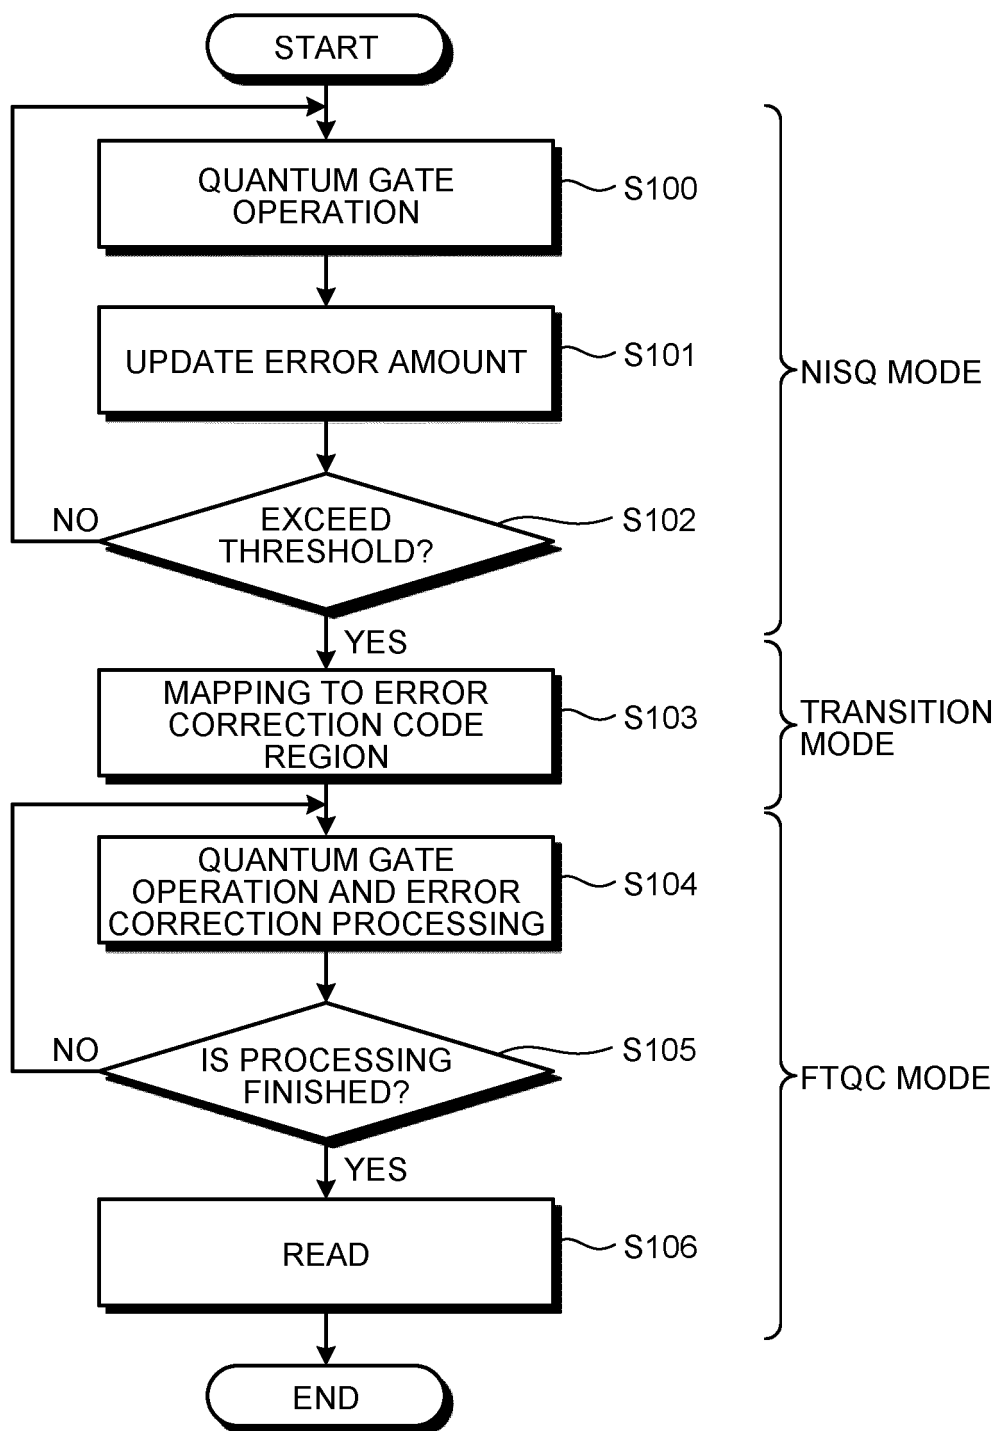 START
QUANTUM GATE
OPERATION
S100
UPDATE ERROR AMOUNT
S101
NISQ MODE
EXCEED
THRESHOLD?
S102
NO
YES
MAPPING TO ERROR
CORRECTION CODE
REGION
S103
TRANSITION
MODE
QUANTUM GATE
OPERATION AND ERROR
CORRECTION PROCESSING
S104
IS PROCESSING
FINISHED?
S105
NO
FTQC MODE
YES
READ
S106
END